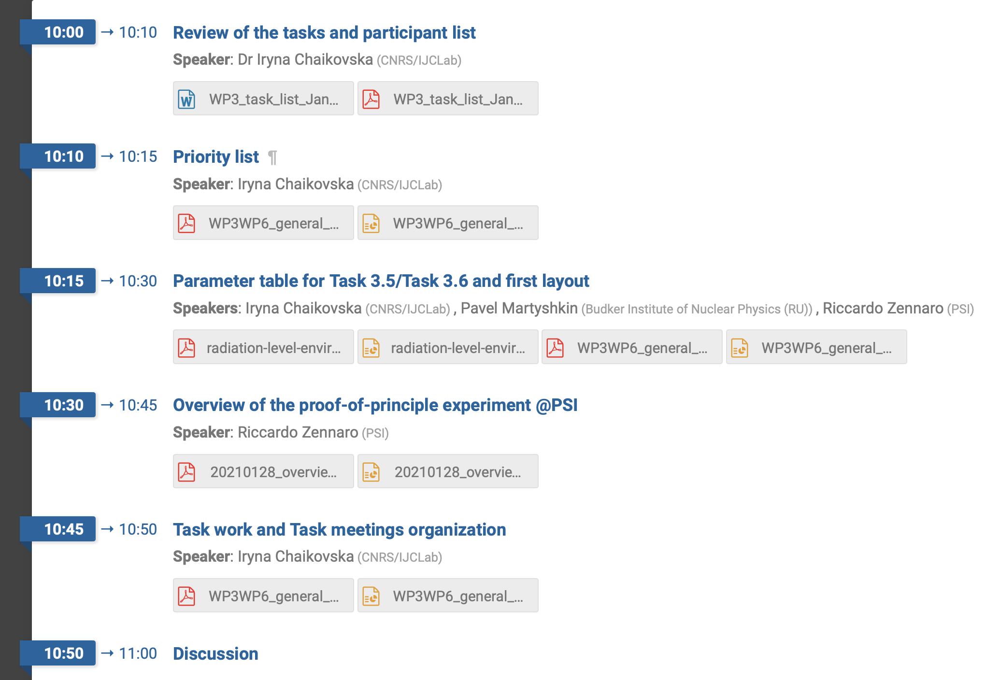 10:00 → 10:10 Review of the tasks and participant list
Speaker: Dr Iryna Chaikovska (CNRS/IJCLab)
WP3_task_list_Jan... WP3_task_list_Jan...
10:10 → 10:15 Priority list ¶
Speaker: Iryna Chaikovska (CNRS/IJCLab)
WP3WP6_general_... WP3WP6_general_...
10:15 → 10:30 Parameter table for Task 3.5/Task 3.6 and first layout
Speakers: Iryna Chaikovska (CNRS/IJCLab) , Pavel Martyshkin (Budker Institute of Nuclear Physics (RU)) , Riccardo Zennaro (PSI)
radiation-level-envir... radiation-level-envir... WP3WP6_general_... WP3WP6_general_...
10:30 → 10:45 Overview of the proof-of-principle experiment @PSI
Speaker: Riccardo Zennaro (PSI)
20210128_overvie... 20210128_overvie...
10:45 → 10:50 Task work and Task meetings organization
Speaker: Iryna Chaikovska (CNRS/IJCLab)
WP3WP6_general_... WP3WP6_general_...
10:50 → 11:00 Discussion